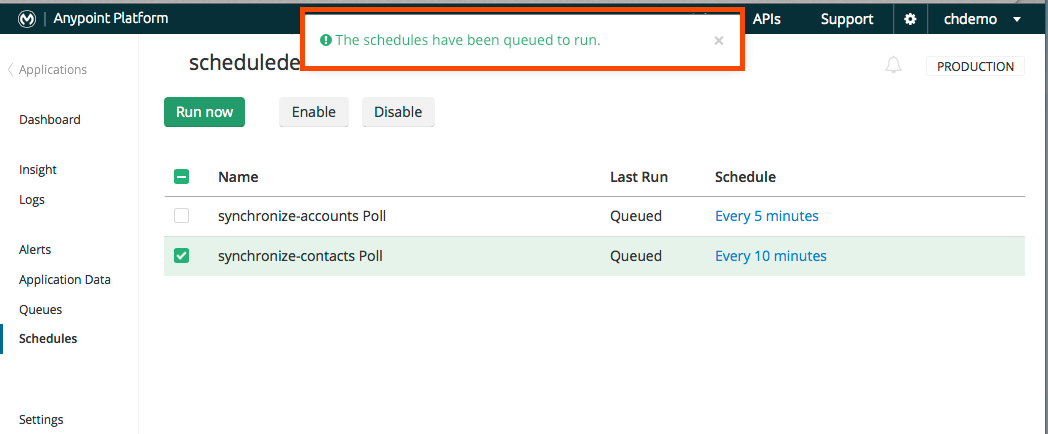 Anypoint Platform
APIs
Support
chdemo
The schedules have been queued to run.
×
Applications
PRODUCTION
Run now
Enable
Disable
Dashboard
Insight
Logs
Alerts
Application Data
Queues
Schedules
Settings
Name
Last Run
Schedule
synchronize-accounts Poll
Queued
Every 5 minutes
synchronize-contacts Poll
Queued
Every 10 minutes